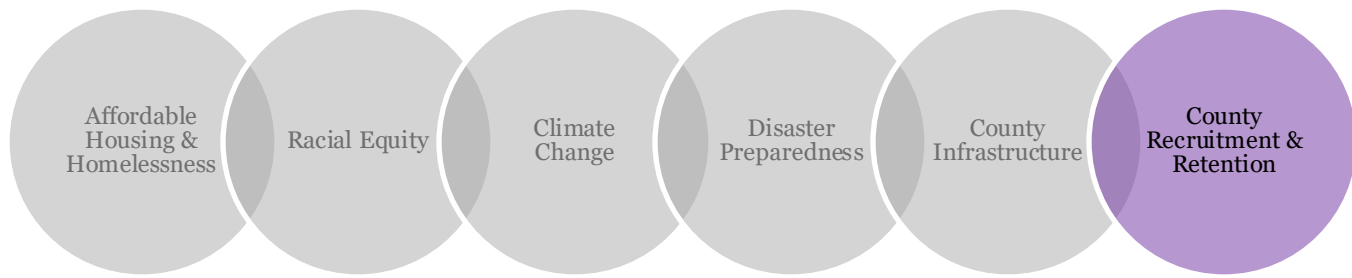 Affordable
Housing &
Homelessness
Racial Equity
Climate
Change
Disaster
Preparedness
County
Infrastructure
County
Recruitment &
Retention